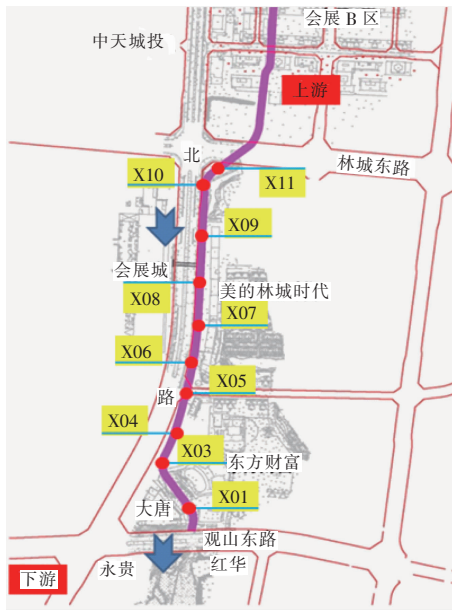 会展 B 区
中天城投
上游
北
林城东路
X10
X11
X09
会展城
美的林城时代
X08
X07
X06
路
X05
X04
X03
东方财富
大唐
X01
观山东路
永贵
红华
下游